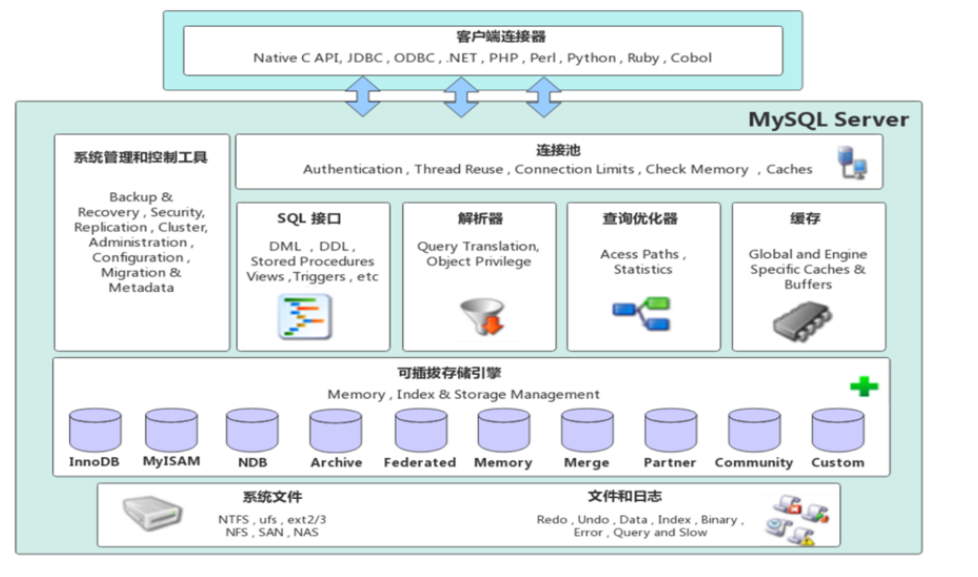 客户端连接器
Native C API, JDBC , ODBC , .NET , PHP , Perl , Python , Ruby , Cobol
MySQL Server
系统管理和控制工具
Backup &
Recovery , Security,
Replication , Cluster,
Administration ,
Configuration ,
Migration &
Metadata
连接池
Authentication , Thread Reuse , Connection Limits , Check Memory , Caches
SQL 接口
DML , DDL ,
Stored Procedures
Views ,Triggers , etc
解析器
Query Translation,
Object Privilege
查询优化器
Acess Paths ,
Statistics
缓存
Global and Engine
Specific Caches &
Buffers
可插拔存储引擎
Memory , Index & Storage Management
InnoDB MyISAM NDB Archive Federated Memory Merge Partner Community Custom
系统文件
NTFS , ufs , ext2/3
NFS , SAN , NAS
文件和日志
Redo , Undo , Data , Index , Binary ,
Error , Query and Slow